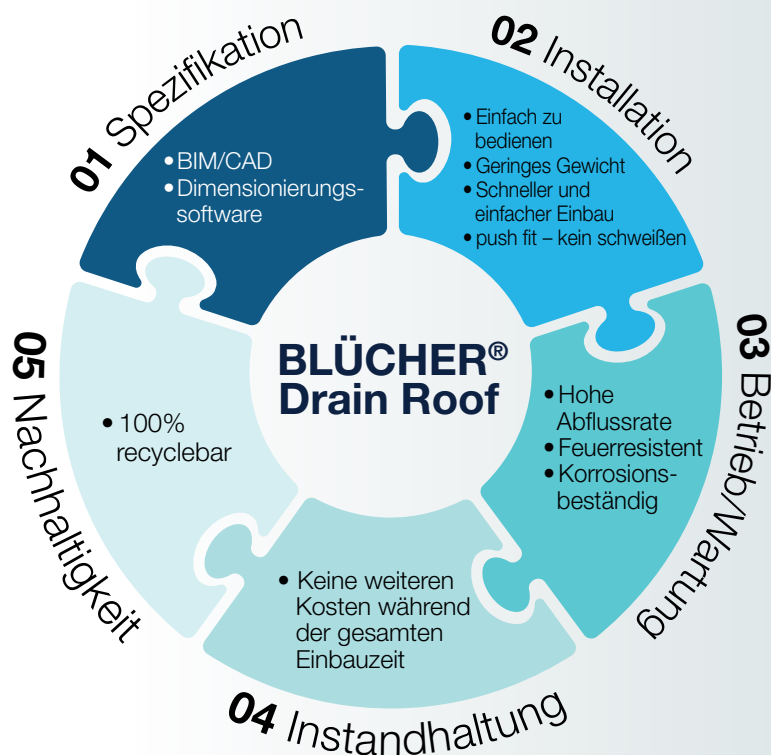 BLÜCHER®
Drain Roof
01 Spezifikation
• BIM/CAD
• Dimensionierungs-
software
02 Installation
• Einfach zu
bedienen
• Geringes Gewicht
• Schneller und
einfacher Einbau
• push fit – kein schweißen
03 Betrieb/Wartung
• Hohe
Abflussrate
• Feuerresistent
• Korrosions-
beständig
04 Instandhaltung
• Keine weiteren
Kosten während
der gesamten
Einbauzeit
05 Nachhaltigkeit
• 100%
recyclebar